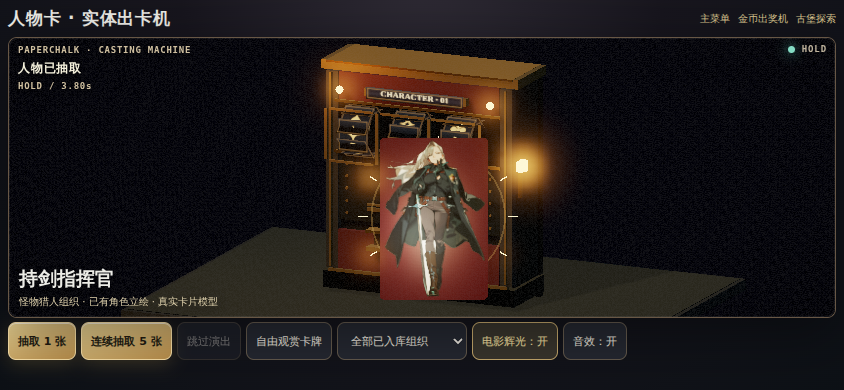 人物卡 · 实体出卡机
主菜单 金币出奖机 古堡探索
PAPERCHALK · CASTING MACHINE
HOLD
人物已抽取
HOLD / 3.80s
CHARACTER · 01
持剑指挥官
怪物猎人组织 · 已有角色立绘 · 真实卡片模型
抽取 1 张 连续抽取 5 张 跳过演出 自由观赏卡牌 全部已入库组织 电影辉光：开 音效：开